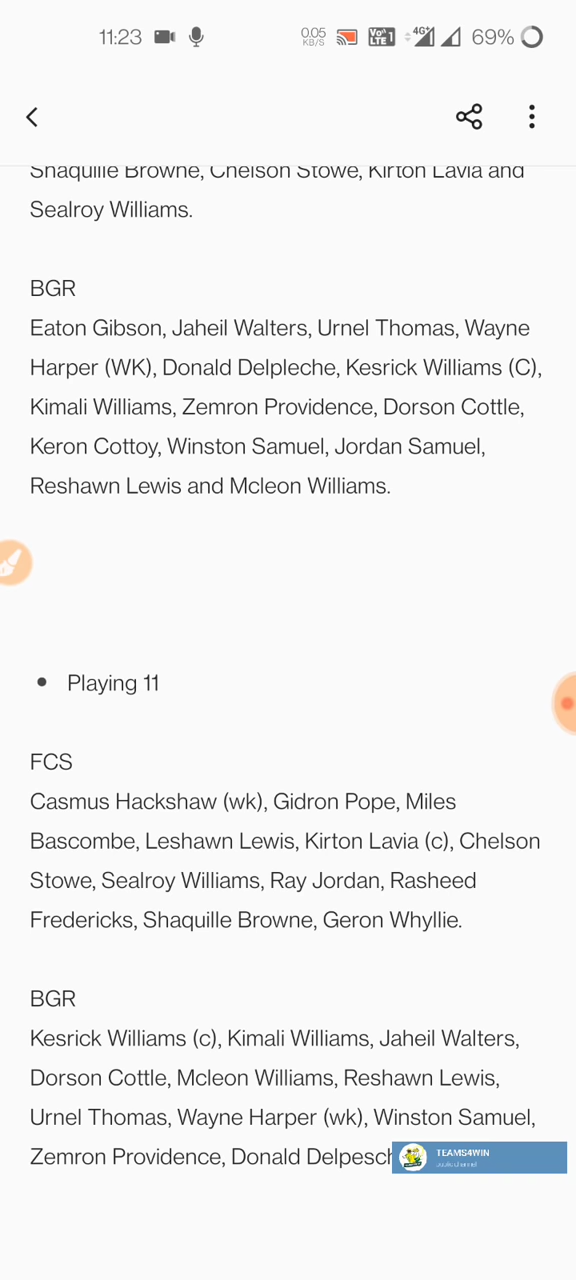 11:23
0.05 KB/S
VoLTE 1
4G+
69%
Shaquille Browne, Chelson Stowe, Kirton Lavia and
Sealroy Williams.
BGR
Eaton Gibson, Jaheil Walters, Urnel Thomas, Wayne
Harper (WK), Donald Delpleche, Kesrick Williams (C),
Kimali Williams, Zemron Providence, Dorson Cottle,
Keron Cottoy, Winston Samuel, Jordan Samuel,
Reshawn Lewis and Mcleon Williams.
• Playing 11
FCS
Casmus Hackshaw (wk), Gidron Pope, Miles
Bascombe, Leshawn Lewis, Kirton Lavia (c), Chelson
Stowe, Sealroy Williams, Ray Jordan, Rasheed
Fredericks, Shaquille Browne, Geron Whyllie.
BGR
Kesrick Williams (c), Kimali Williams, Jaheil Walters,
Dorson Cottle, Mcleon Williams, Reshawn Lewis,
Urnel Thomas, Wayne Harper (wk), Winston Samuel,
Zemron Providence, Donald Delpesch
TEAMS4WIN